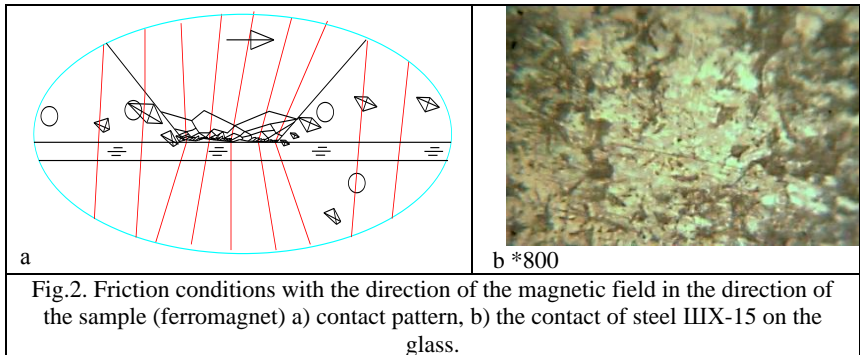 a
b *800
Fig.2. Friction conditions with the direction of the magnetic field in the direction of
the sample (ferromagnet) a) contact pattern, b) the contact of steel ШХ-15 on the
glass.